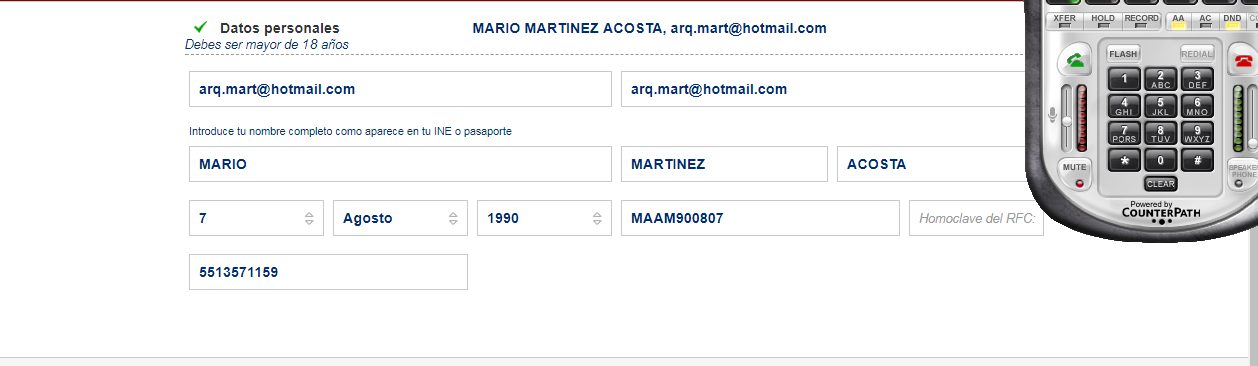 Datos personales MARIO MARTINEZ ACOSTA, arq.mart@hotmail.com
Debes ser mayor de 18 años
arq.mart@hotmail.com arq.mart@hotmail.com
Introduce tu nombre completo como aparece en tu INE o pasaporte
MARIO MARTINEZ ACOSTA
7 Agosto 1990 MAAM900807 Homoclave del RFC:
5513571159
XFER HOLD RECORD AA AC DND
FLASH REDIAL
1 2 ABC 3 DEF
4 GHI 5 JKL 6 MNO
7 PQRS 8 TUV 9 WXYZ
* 0 #
MUTE CLEAR SPEAKER PHONE
Powered by
COUNTERPATH